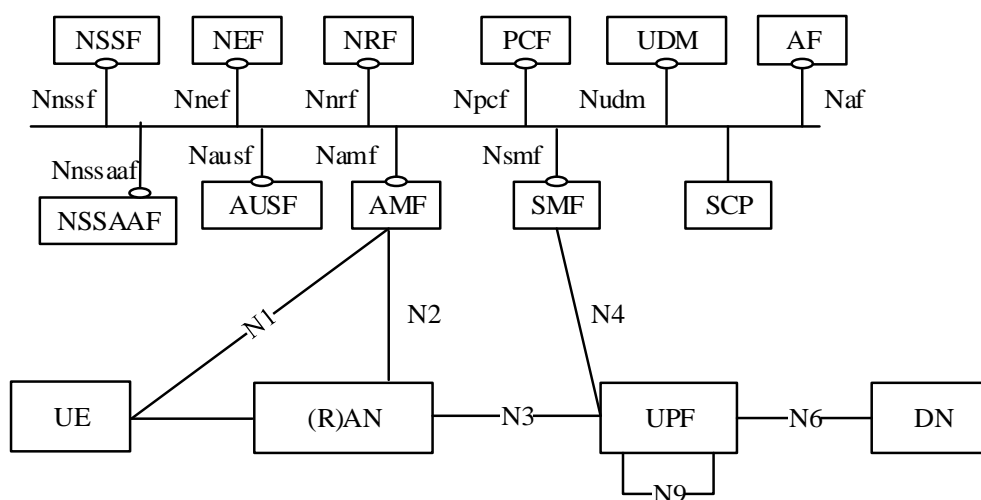 NSSF NEF NRF PCF UDM AF
Nnssf Nnef Nnrf Npcf Nudm Naf
Nnssaaf Nausf Namf Nsmf
NSSAAF AUSF AMF SMF SCP
N1 N2 N4
UE (R)AN N3 UPF N6 DN
N9